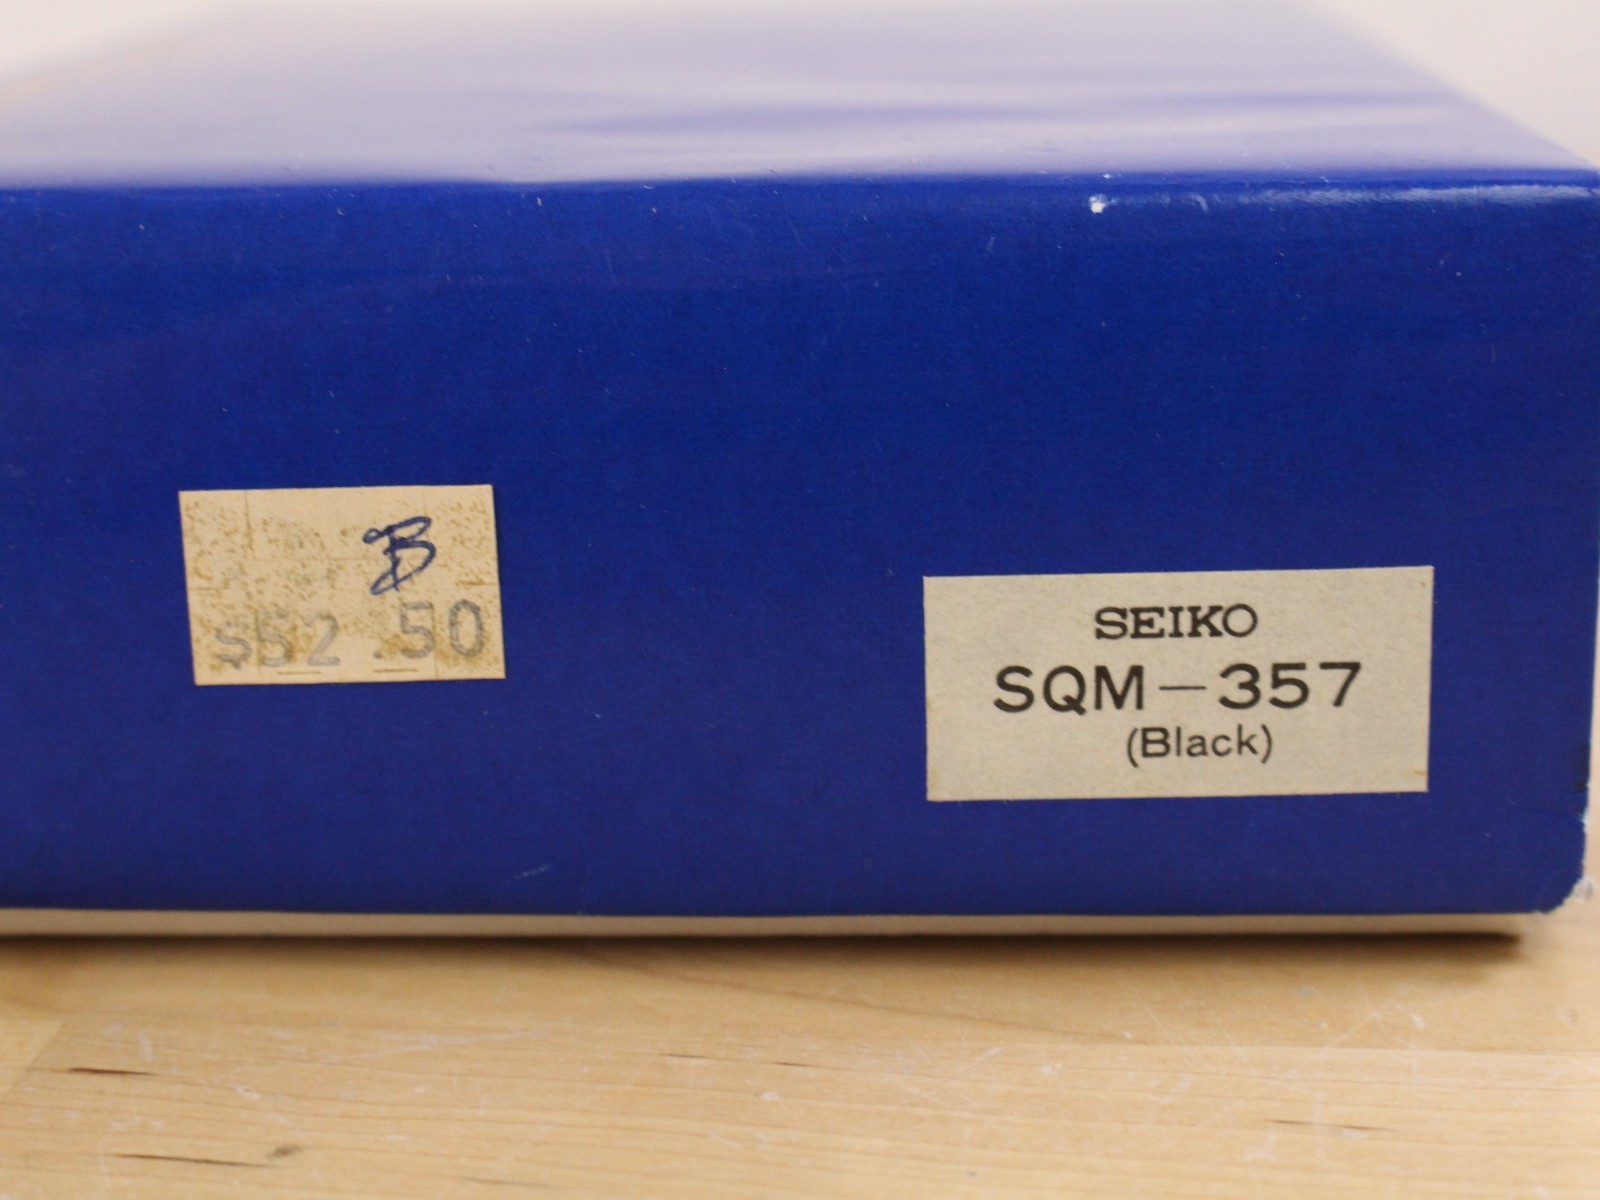 B
$52.50
SEIKO
SQM-357
(Black)